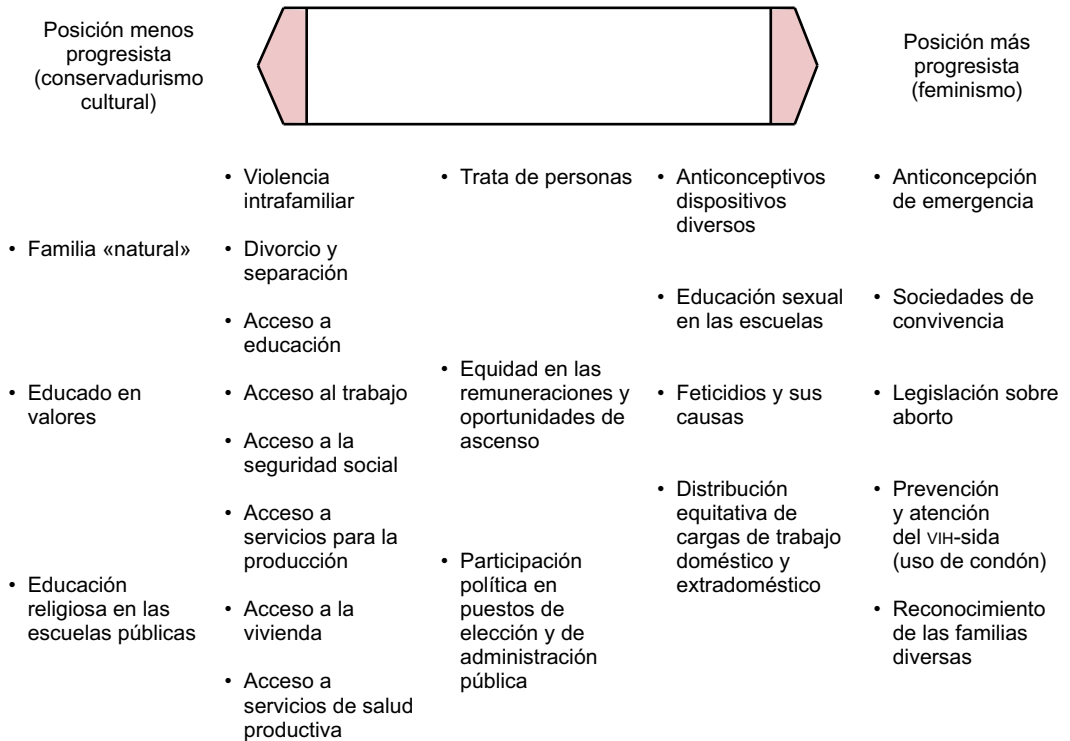 Posición menos
progresista
(conservadurismo
cultural)
Posición más
progresista
(feminismo)
• Familia «natural»
• Educado en
valores
• Educación
religiosa en las
escuelas públicas
• Violencia
intrafamiliar
• Divorcio y
separación
• Acceso a
educación
• Acceso al trabajo
• Acceso a la
seguridad social
• Acceso a
servicios para la
producción
• Acceso a la
vivienda
• Acceso a
servicios de salud
productiva
• Trata de personas
• Equidad en las
remuneraciones y
oportunidades de
ascenso
• Participación
política en
puestos de
elección y de
administración
pública
• Anticonceptivos
dispositivos
diversos
• Educación sexual
en las escuelas
• Feticidios y sus
causas
• Distribución
equitativa de
cargas de trabajo
doméstico y
extradoméstico
• Anticoncepción
de emergencia
• Sociedades de
convivencia
• Legislación sobre
aborto
• Prevención
y atención
del VIH-sida
(uso de condón)
• Reconocimiento
de las familias
diversas